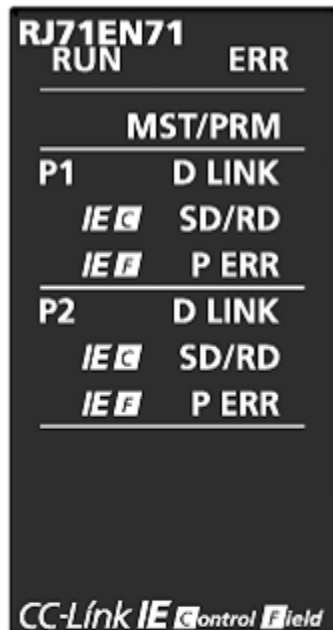 RJ71EN71
RUN ERR
MST/PRM
P1 D LINK
IE C SD/RD
IE F P ERR
P2 D LINK
IE C SD/RD
IE F P ERR
CC-Línk IE Control Field